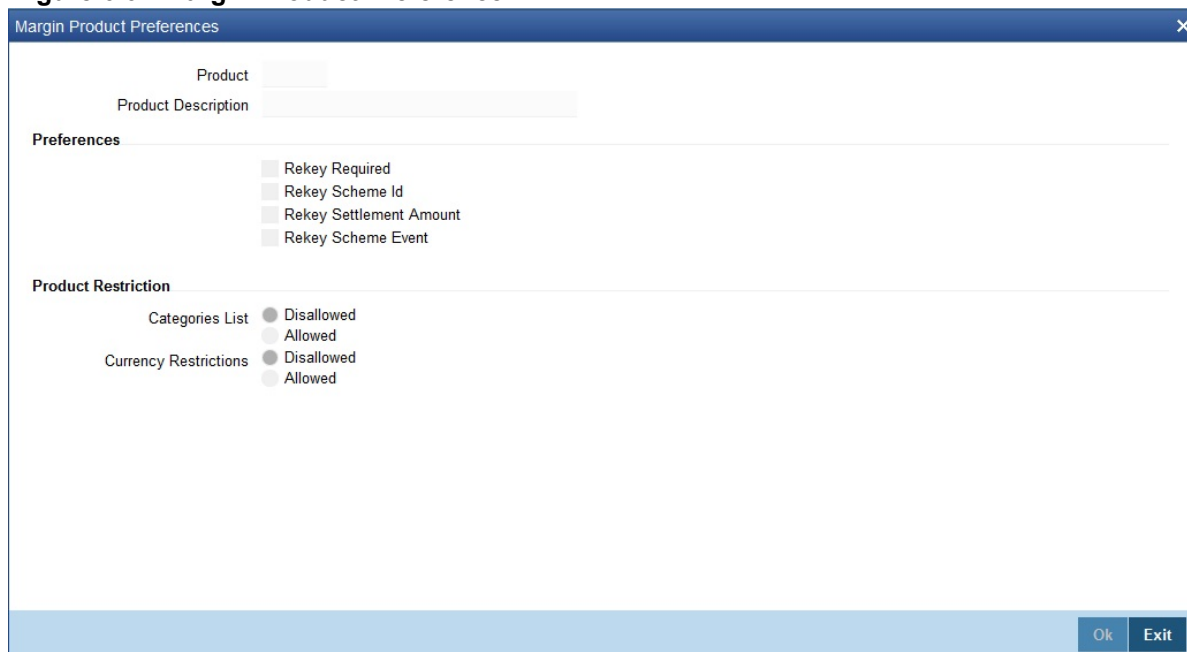 Margin Product Preferences
Product
Product Description
Preferences
Rekey Required
Rekey Scheme Id
Rekey Settlement Amount
Rekey Scheme Event
Product Restriction
Categories List Disallowed
Allowed
Currency Restrictions Disallowed
Allowed
Ok Exit